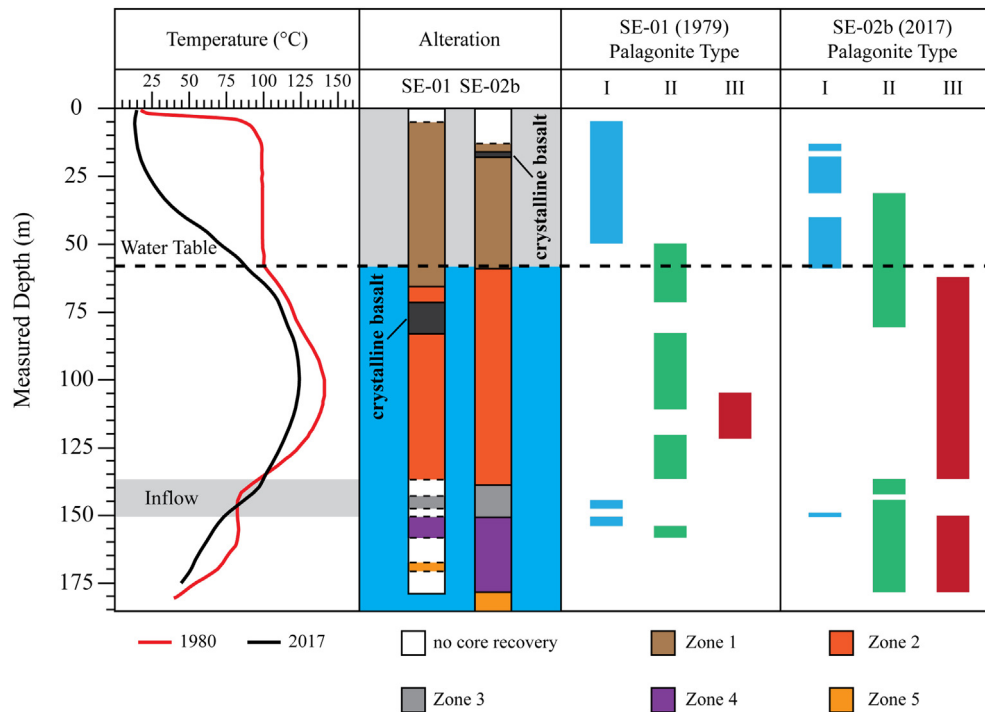 Temperature (°C)
Alteration
SE-01 (1979)
Palagonite Type
SE-02b (2017)
Palagonite Type
25 50 75 100 125 150
SE-01 SE-02b
I II III
I II III
Measured Depth (m)
0
25
50
75
100
125
150
175
Water Table
Inflow
crystalline basalt
crystalline basalt
1980
2017
no core recovery
Zone 1
Zone 2
Zone 3
Zone 4
Zone 5